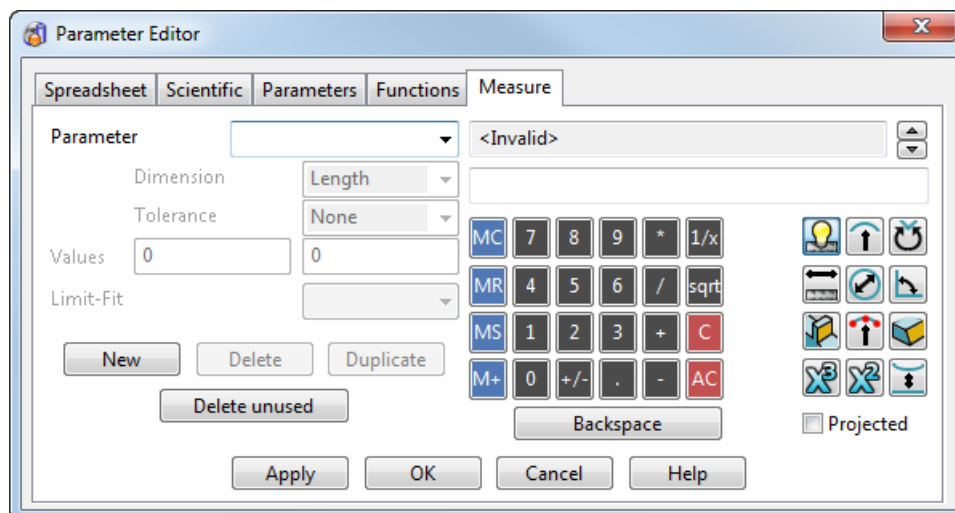 Parameter Editor
Spreadsheet Scientific Parameters Functions Measure
Parameter <Invalid>
Dimension Length
Tolerance None
Values 0 0
Limit-Fit
New Delete Duplicate
Delete unused
MC 7 8 9 * 1/x
MR 4 5 6 / sqrt
MS 1 2 3 + C
M+ 0 +/- . - AC
Backspace
X3 X2
Projected
Apply OK Cancel Help